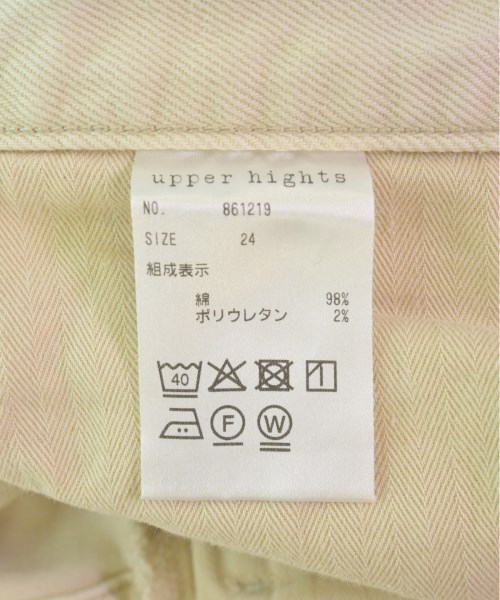 upper hights
NO. 861219
SIZE 24
組成表示
綿 98%
ポリウレタン 2%
40
F W